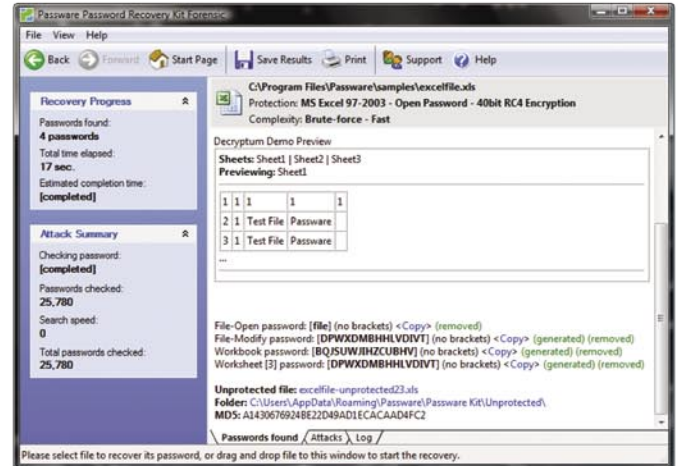 Passware Password Recovery Kit Forensic
File View Help
Back Forward Start Page Save Results Print Support Help
Recovery Progress
Passwords found:
4 passwords
Total time elapsed:
17 sec.
Estimated completion time:
[completed]
Attack Summary
Checking password:
[completed]
Passwords checked:
25,780
Search speed:
0
Total passwords checked:
25,780
C:\Program Files\Passware\samples\excelfile.xls
Protection: MS Excel 97-2003 - Open Password - 40bit RC4 Encryption
Complexity: Brute-force - Fast
Decryptum Demo Preview
Sheets: Sheet1 | Sheet2 | Sheet3
Previewing: Sheet1
1 1 1 1 1
2 1 Test File Passware
3 1 Test File Passware
...
File-Open password: [file] (no brackets) <Copy> (removed)
File-Modify password: [DPWXDMBHHLVDIVT] (no brackets) <Copy> (generated) (removed)
Workbook password: [BQJSUWJIHZCUBHV] (no brackets) <Copy> (generated) (removed)
Worksheet [3] password: [DPWXDMBHHLVDIVT] (no brackets) <Copy> (generated) (removed)
Unprotected file: excelfile-unprotected23.xls
Folder: C:\Users\AppData\Roaming\Passware\Passware Kit\Unprotected\
MD5: A1430676924BE22D49AD1ECACAAD4FC2
Passwords found Attacks Log
Please select file to recover its password, or drag and drop file to this window to start the recovery.